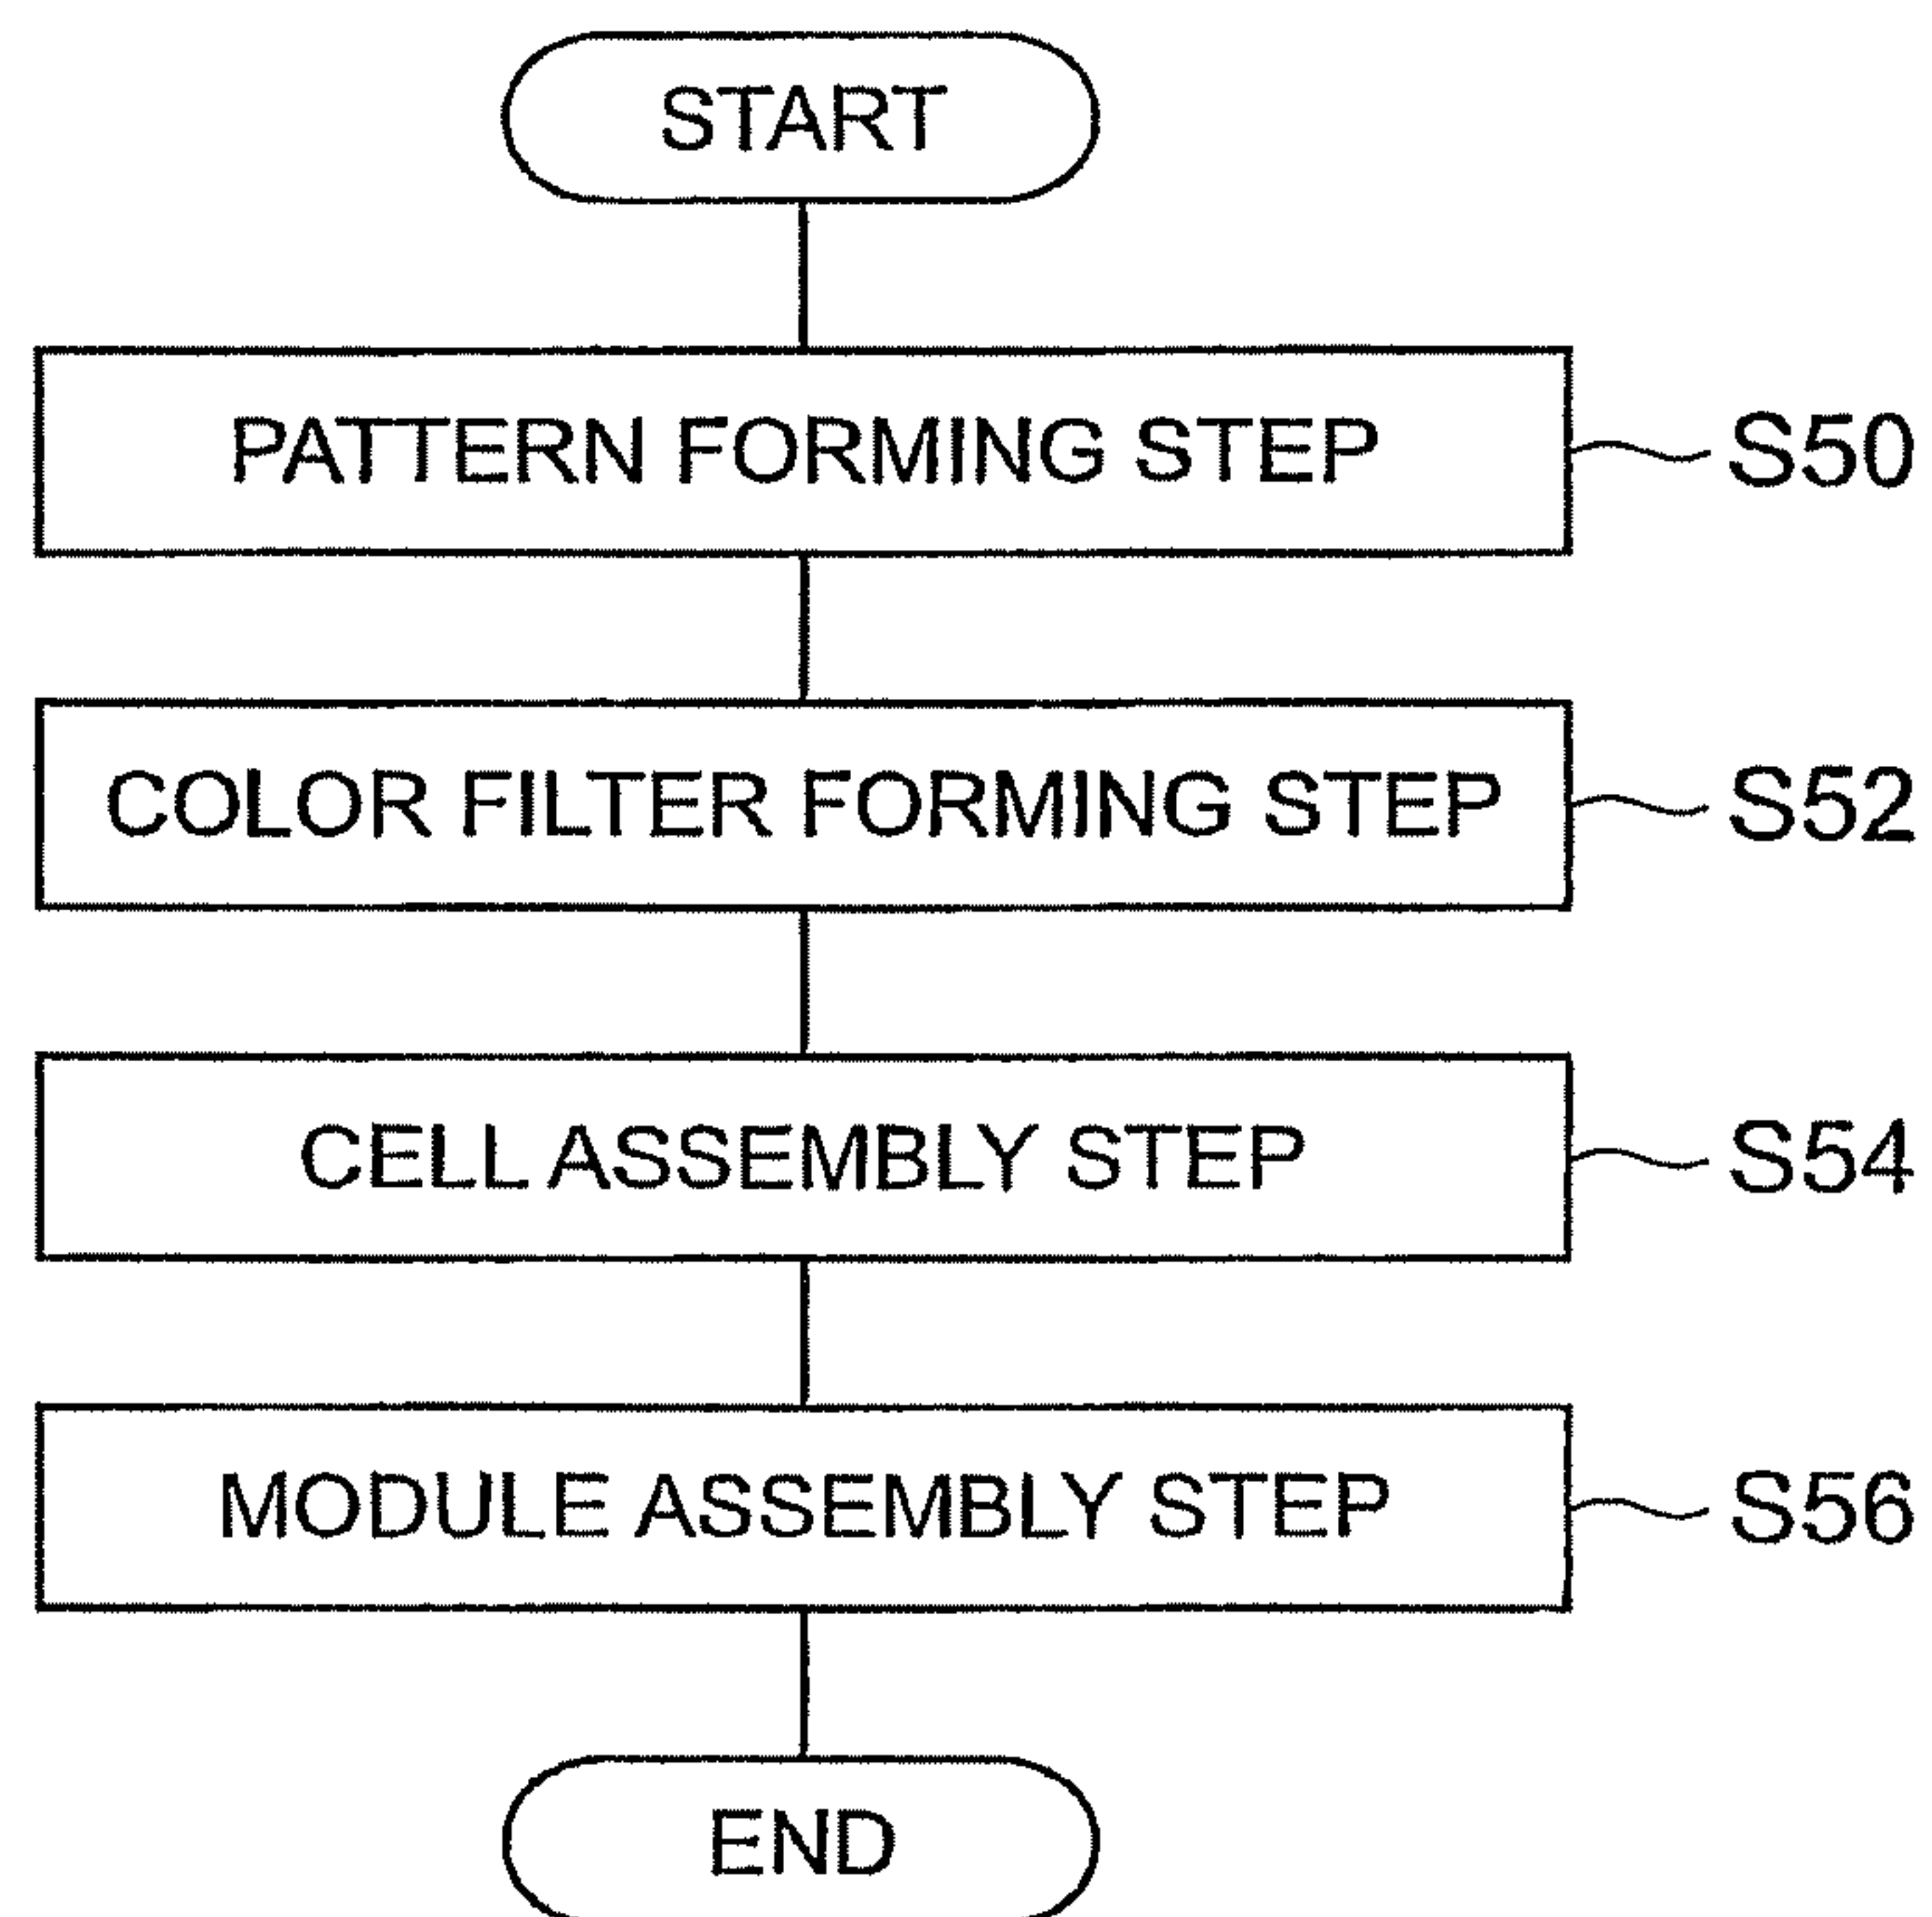 START
PATTERN FORMING STEP S50
COLOR FILTER FORMING STEP S52
CELL ASSEMBLY STEP S54
MODULE ASSEMBLY STEP S56
END